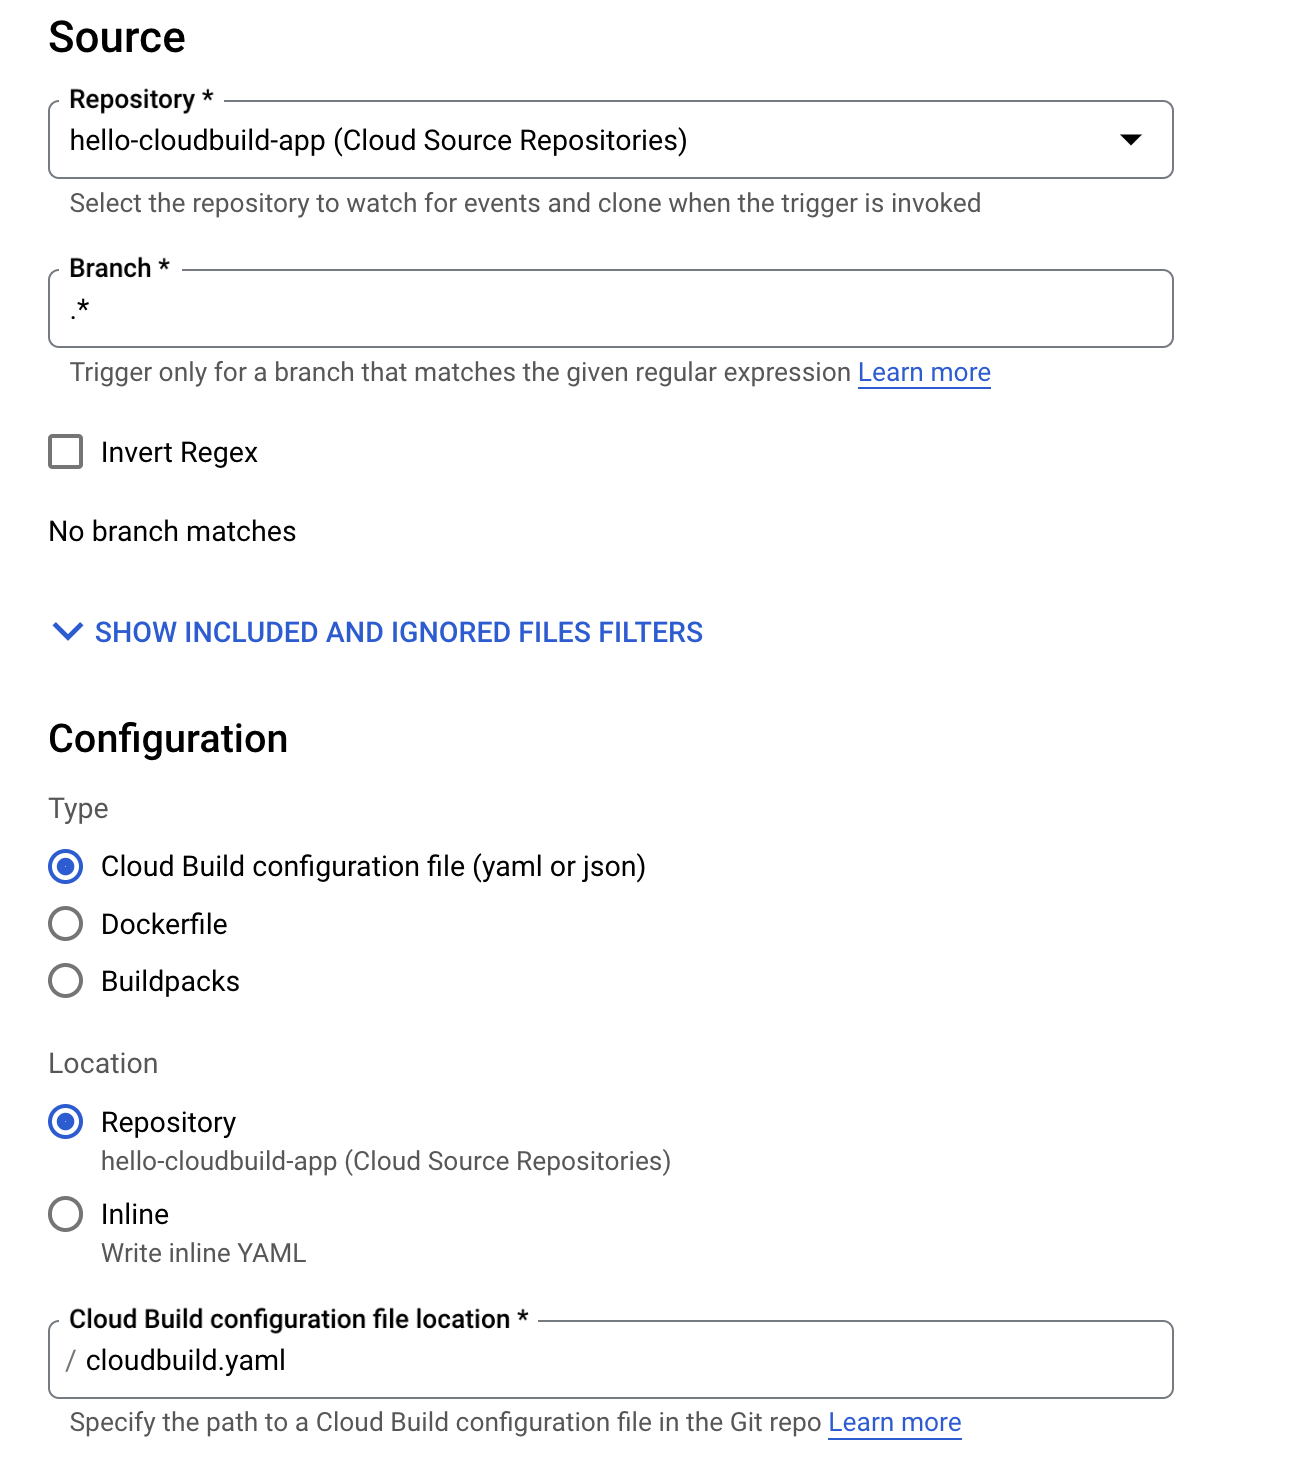 Source
Repository *
hello-cloudbuild-app (Cloud Source Repositories)
Select the repository to watch for events and clone when the trigger is invoked
Branch *
.*
Trigger only for a branch that matches the given regular expression Learn more
Invert Regex
No branch matches
SHOW INCLUDED AND IGNORED FILES FILTERS
Configuration
Type
Cloud Build configuration file (yaml or json)
Dockerfile
Buildpacks
Location
Repository
hello-cloudbuild-app (Cloud Source Repositories)
Inline
Write inline YAML
Cloud Build configuration file location *
/ cloudbuild.yaml
Specify the path to a Cloud Build configuration file in the Git repo Learn more